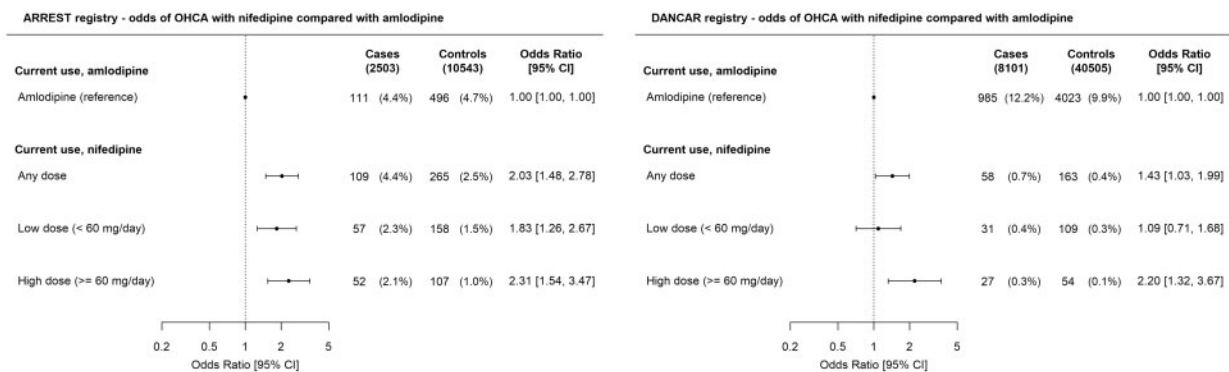 ARREST registry - odds of OHCA with nifedipine compared with amlodipine
Cases Controls Odds Ratio
(2503) (10543) [95% CI]
Current use, amlodipine
Amlodipine (reference) 111 (4.4%) 496 (4.7%) 1.00 [1.00, 1.00]
Current use, nifedipine
Any dose 109 (4.4%) 265 (2.5%) 2.03 [1.48, 2.78]
Low dose (< 60 mg/day) 57 (2.3%) 158 (1.5%) 1.83 [1.26, 2.67]
High dose (>= 60 mg/day) 52 (2.1%) 107 (1.0%) 2.31 [1.54, 3.47]
0.2 0.5 1 2 5
Odds Ratio [95% CI]
DANCAR registry - odds of OHCA with nifedipine compared with amlodipine
Cases Controls Odds Ratio
(8101) (40505) [95% CI]
Current use, amlodipine
Amlodipine (reference) 985 (12.2%) 4023 (9.9%) 1.00 [1.00, 1.00]
Current use, nifedipine
Any dose 58 (0.7%) 163 (0.4%) 1.43 [1.03, 1.99]
Low dose (< 60 mg/day) 31 (0.4%) 109 (0.3%) 1.09 [0.71, 1.68]
High dose (>= 60 mg/day) 27 (0.3%) 54 (0.1%) 2.20 [1.32, 3.67]
0.2 0.5 1 2 5
Odds Ratio [95% CI]